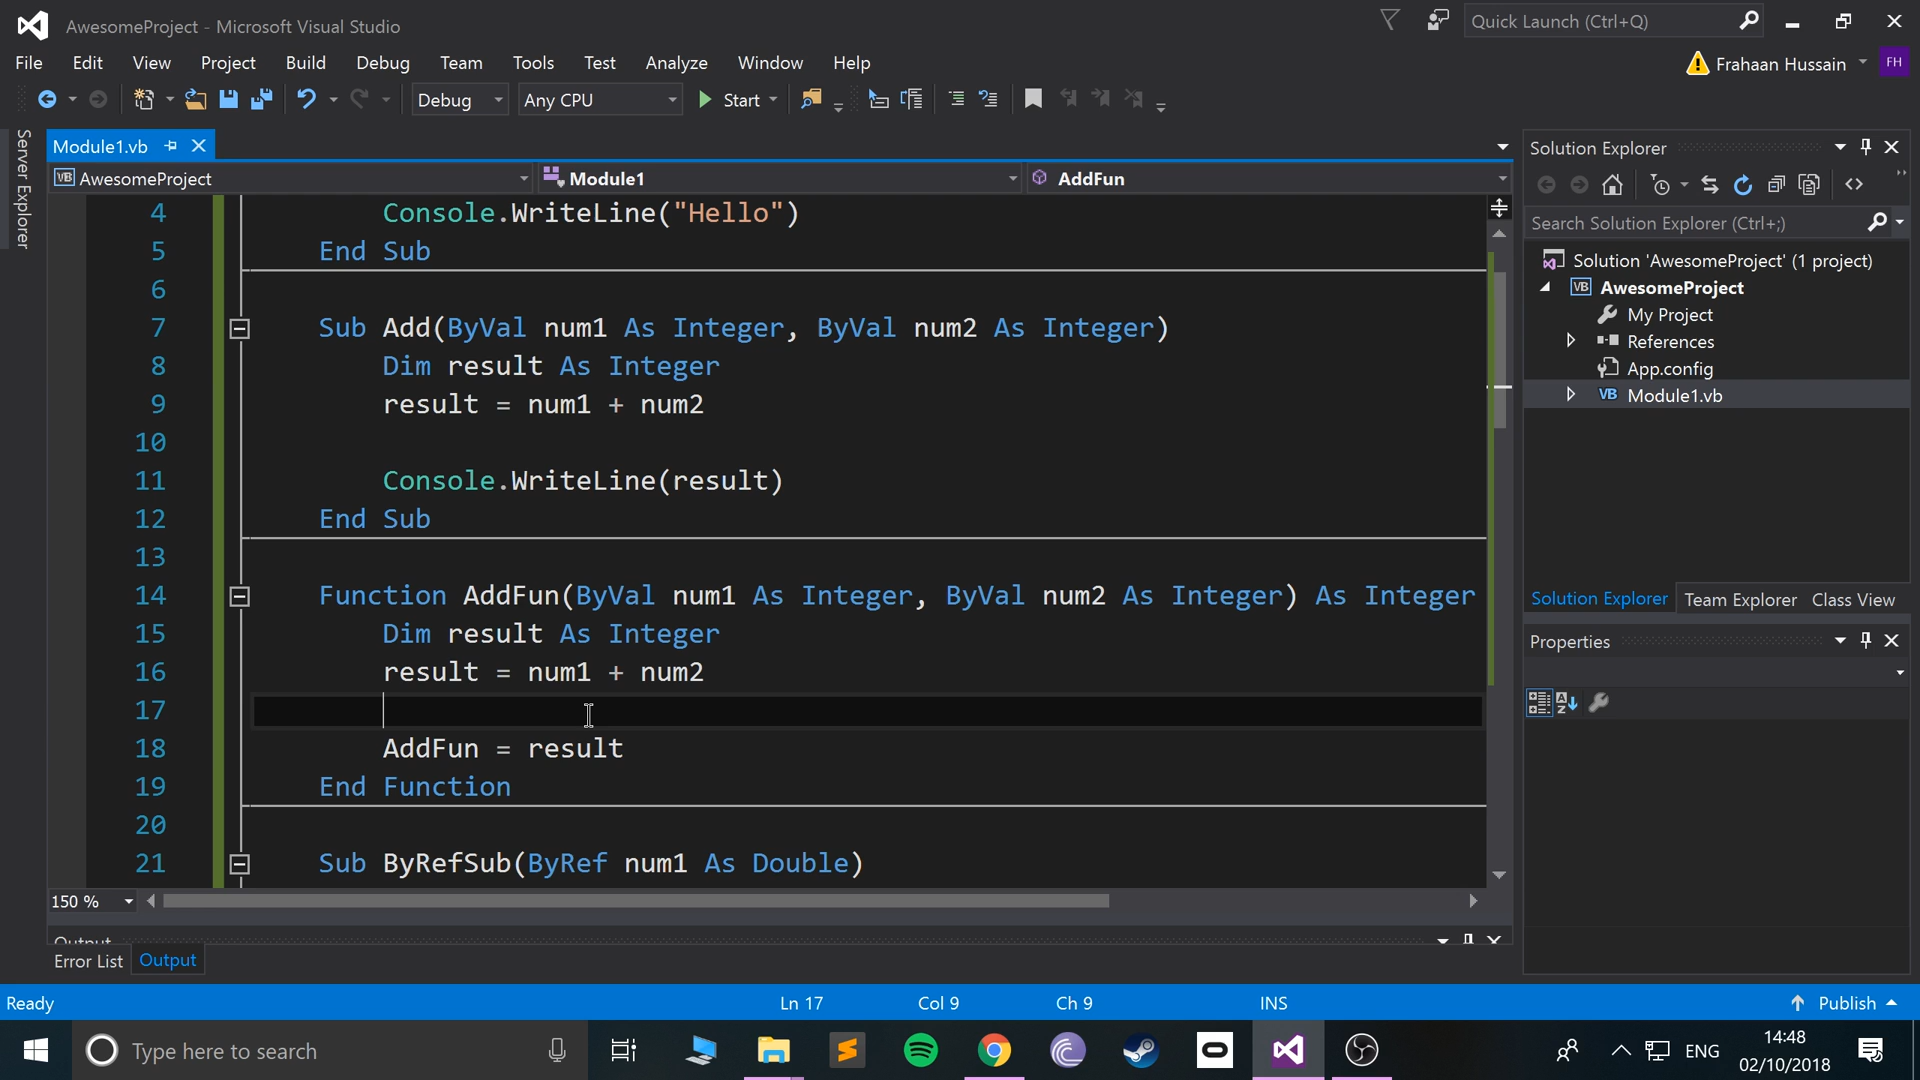 AwesomeProject - Microsoft Visual Studio
Quick Launch (Ctrl+Q)
File Edit View Project Build Debug Team Tools Test Analyze Window Help
Frahaan Hussain FH
Debug Any CPU Start
Server Explorer
Module1.vb
VB AwesomeProject Module1 AddFun
4 Console.WriteLine("Hello")
5 End Sub
6
7 Sub Add(ByVal num1 As Integer, ByVal num2 As Integer)
8 Dim result As Integer
9 result = num1 + num2
10
11 Console.WriteLine(result)
12 End Sub
13
14 Function AddFun(ByVal num1 As Integer, ByVal num2 As Integer) As Integer
15 Dim result As Integer
16 result = num1 + num2
17
18 AddFun = result
19 End Function
20
21 Sub ByRefSub(ByRef num1 As Double)
150 %
Output
Error List Output
Solution Explorer
Search Solution Explorer (Ctrl+;)
Solution 'AwesomeProject' (1 project)
VB AwesomeProject
My Project
References
App.config
VB Module1.vb
Solution Explorer Team Explorer Class View
Properties
Ready Ln 17 Col 9 Ch 9 INS Publish
Type here to search
ENG
14:48
02/10/2018